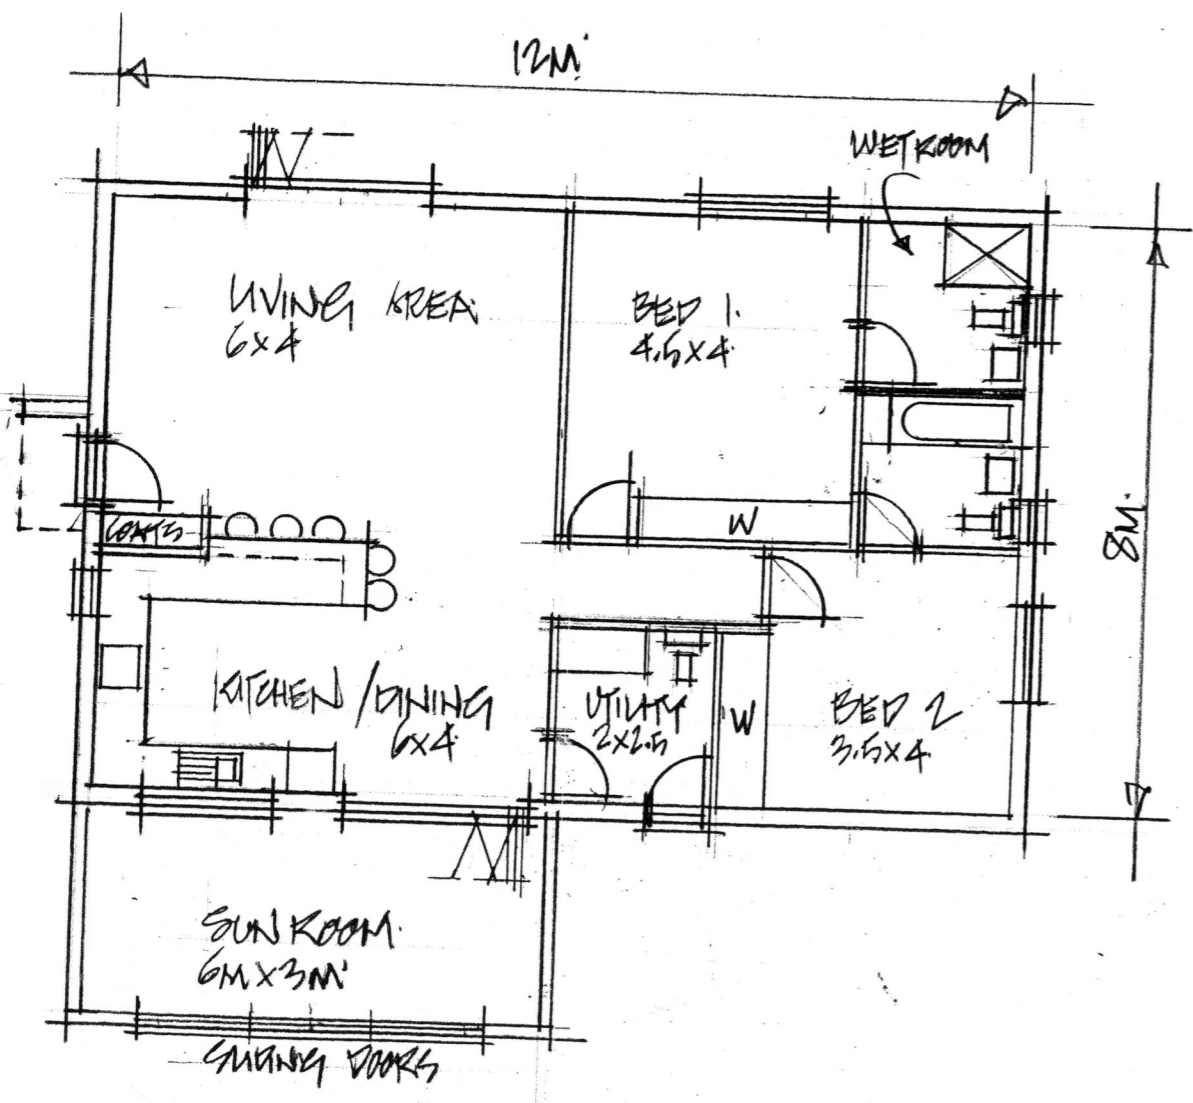 12M
WETROOM
LIVING AREA
6x4
BED 1.
4.5x4
8M.
COATS
W
KITCHEN / DINING
6x4
UTILITY
2x2.5
W
BED 2
3.5x4
SUN ROOM.
6M x 3M
SLIDING DOORS